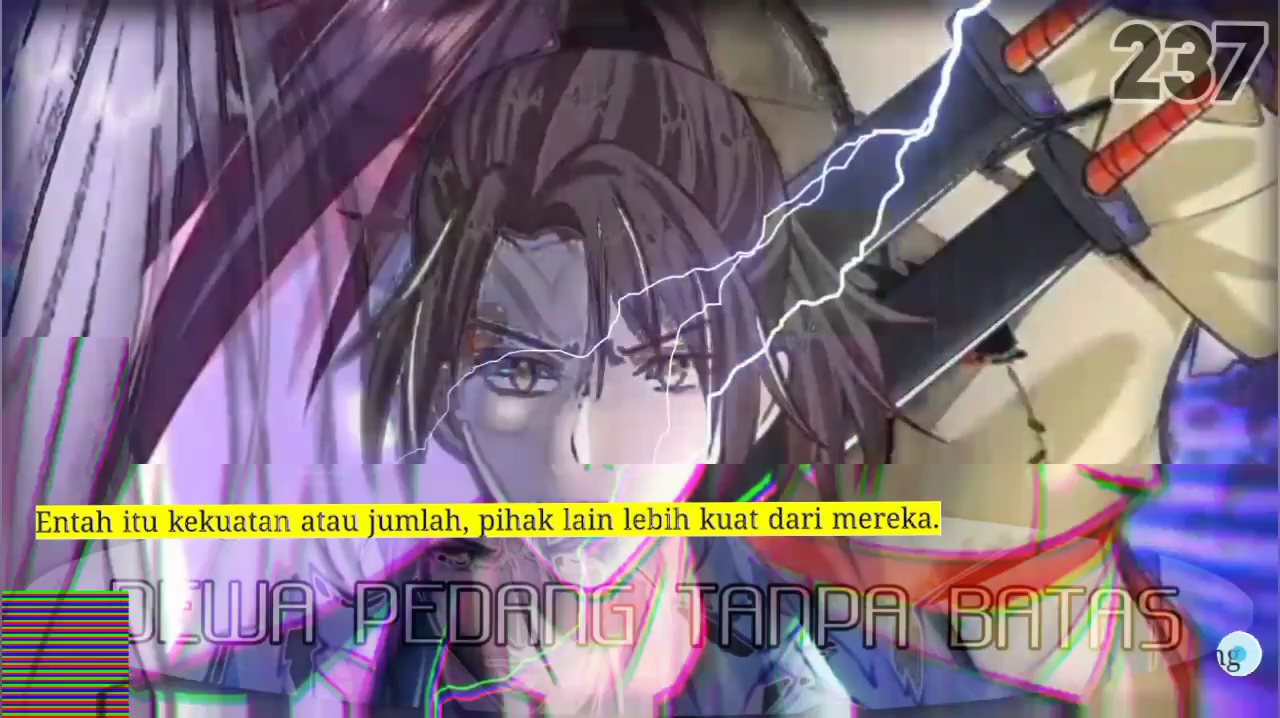 237
Entah itu kekuatan atau jumlah, pihak lain lebih kuat dari mereka.
DEWA PEDANG TANPA BATAS